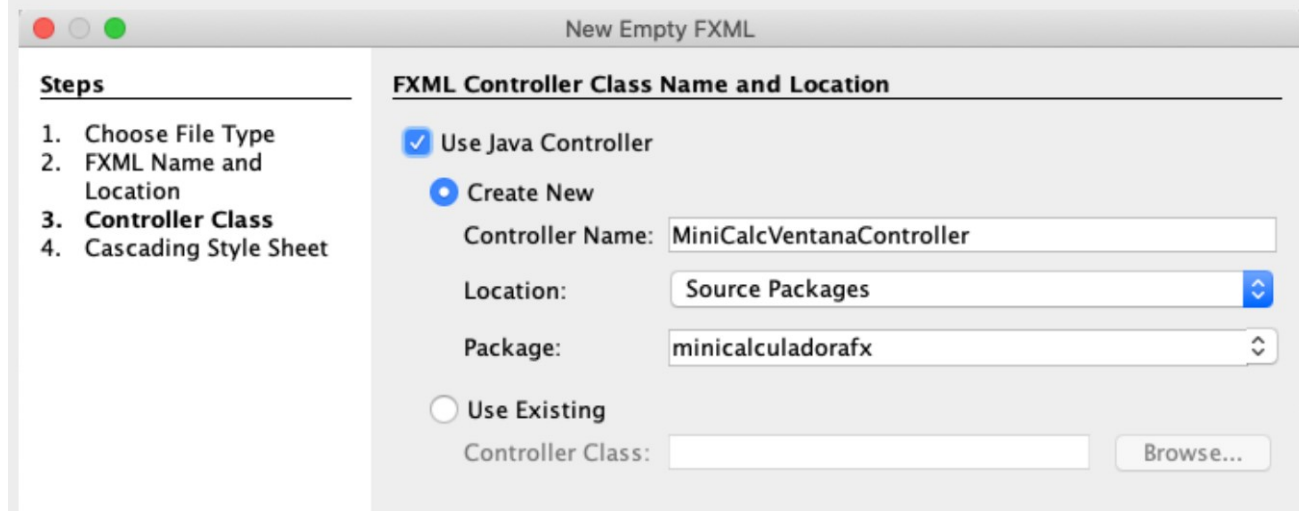 New Empty FXML
Steps
1. Choose File Type
2. FXML Name and
Location
3. Controller Class
4. Cascading Style Sheet
FXML Controller Class Name and Location
Use Java Controller
Create New
Controller Name: MiniCalcVentanaController
Location: Source Packages
Package: minicalculadorafx
Use Existing
Controller Class: Browse...